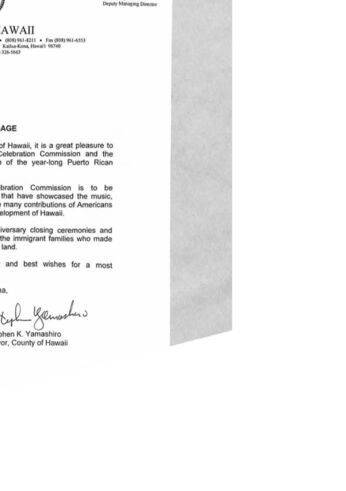 Deputy Managing Director
AWAII
• (808) 961-8211 • Fax (808) 961-6553
Kailua-Kona, Hawai'i 96740
326-5663
AGE
of Hawaii, it is a great pleasure to
Celebration Commission and the
of the year-long Puerto Rican
bration Commission is to be
that have showcased the music,
many contributions of Americans
elopment of Hawaii.
iversary closing ceremonies and
the immigrant families who made
land.
and best wishes for a most
a,
phen Yamashiro
phen K. Yamashiro
or, County of Hawaii